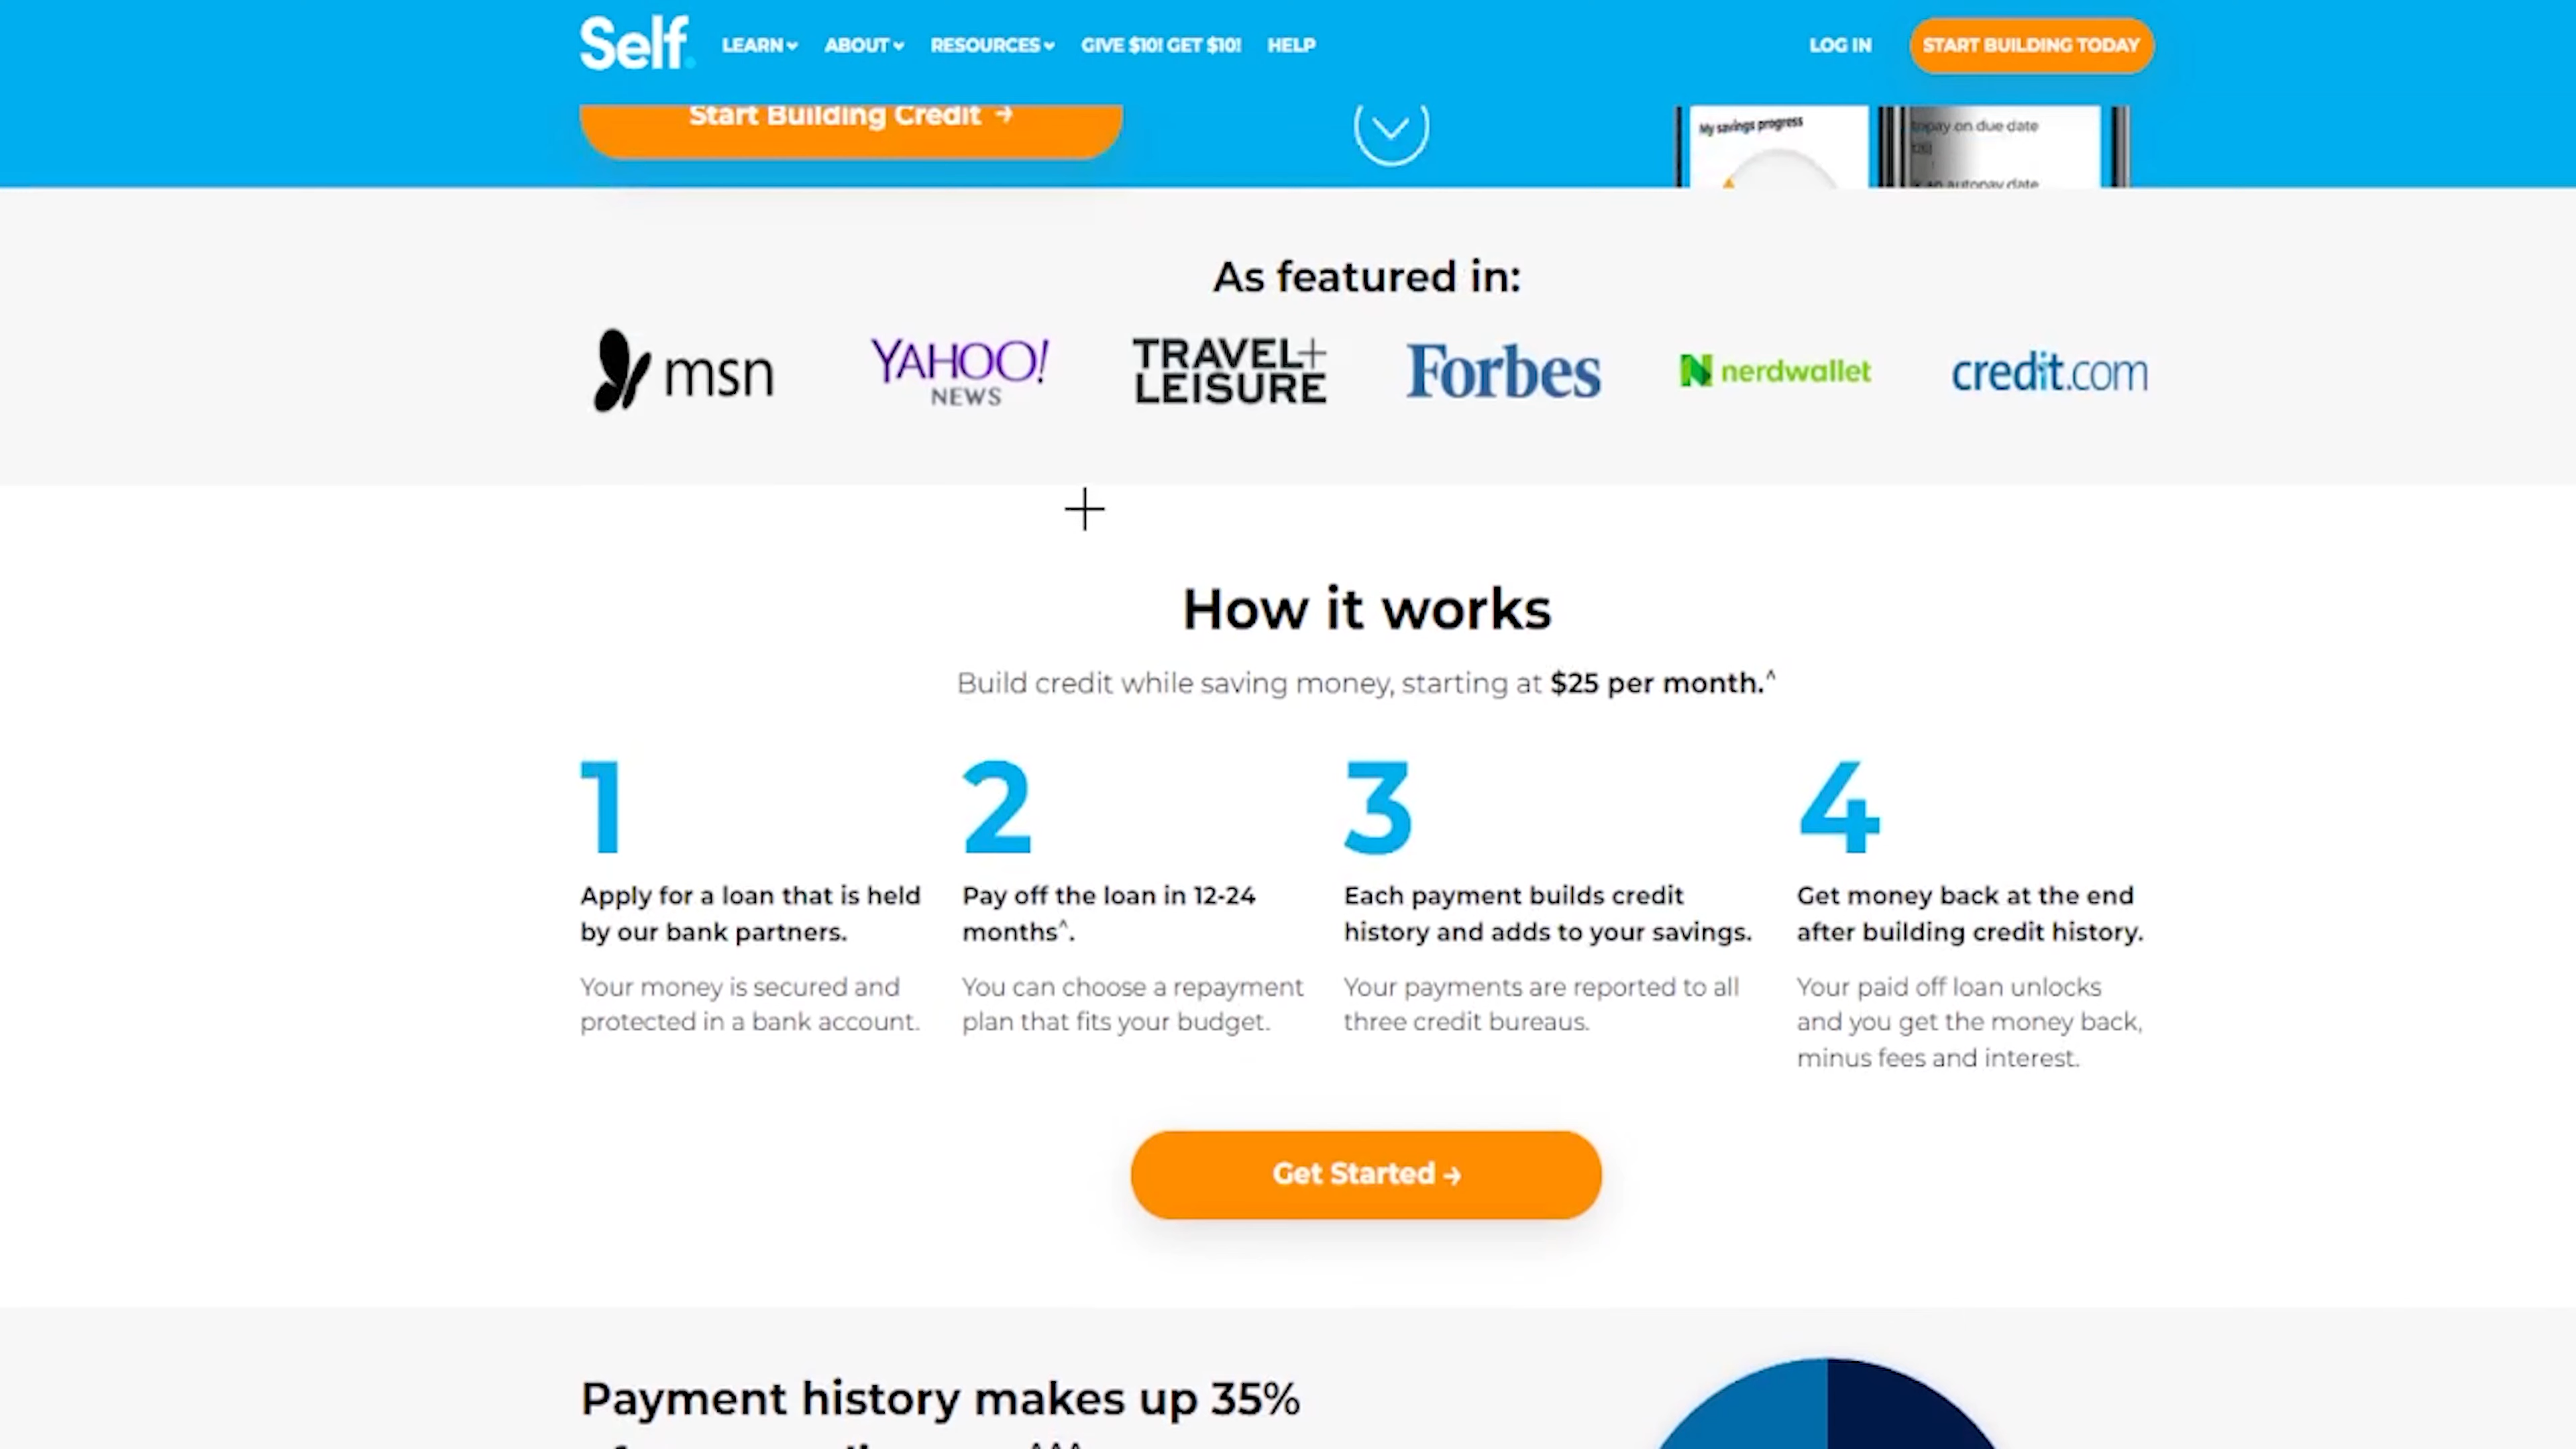 Self.
LEARN
ABOUT
RESOURCES
GIVE $10! GET $10!
HELP
LOG IN
START BUILDING TODAY
Start Building Credit →
My savings progress
topay on due date
an autopay date
As featured in:
msn
YAHOO!
NEWS
TRAVEL+
LEISURE
Forbes
nerdwallet
credit.com
How it works
Build credit while saving money, starting at $25 per month.^
1
Apply for a loan that is held
by our bank partners.
Your money is secured and
protected in a bank account.
2
Pay off the loan in 12-24
months^.
You can choose a repayment
plan that fits your budget.
3
Each payment builds credit
history and adds to your savings.
Your payments are reported to all
three credit bureaus.
4
Get money back at the end
after building credit history.
Your paid off loan unlocks
and you get the money back,
minus fees and interest.
Get Started →
Payment history makes up 35%